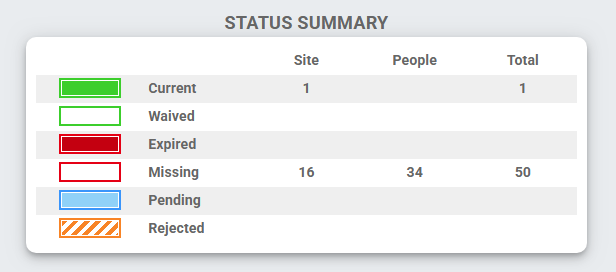 STATUS SUMMARY
Site People Total
Current 1 1
Waived
Expired
Missing 16 34 50
Pending
Rejected